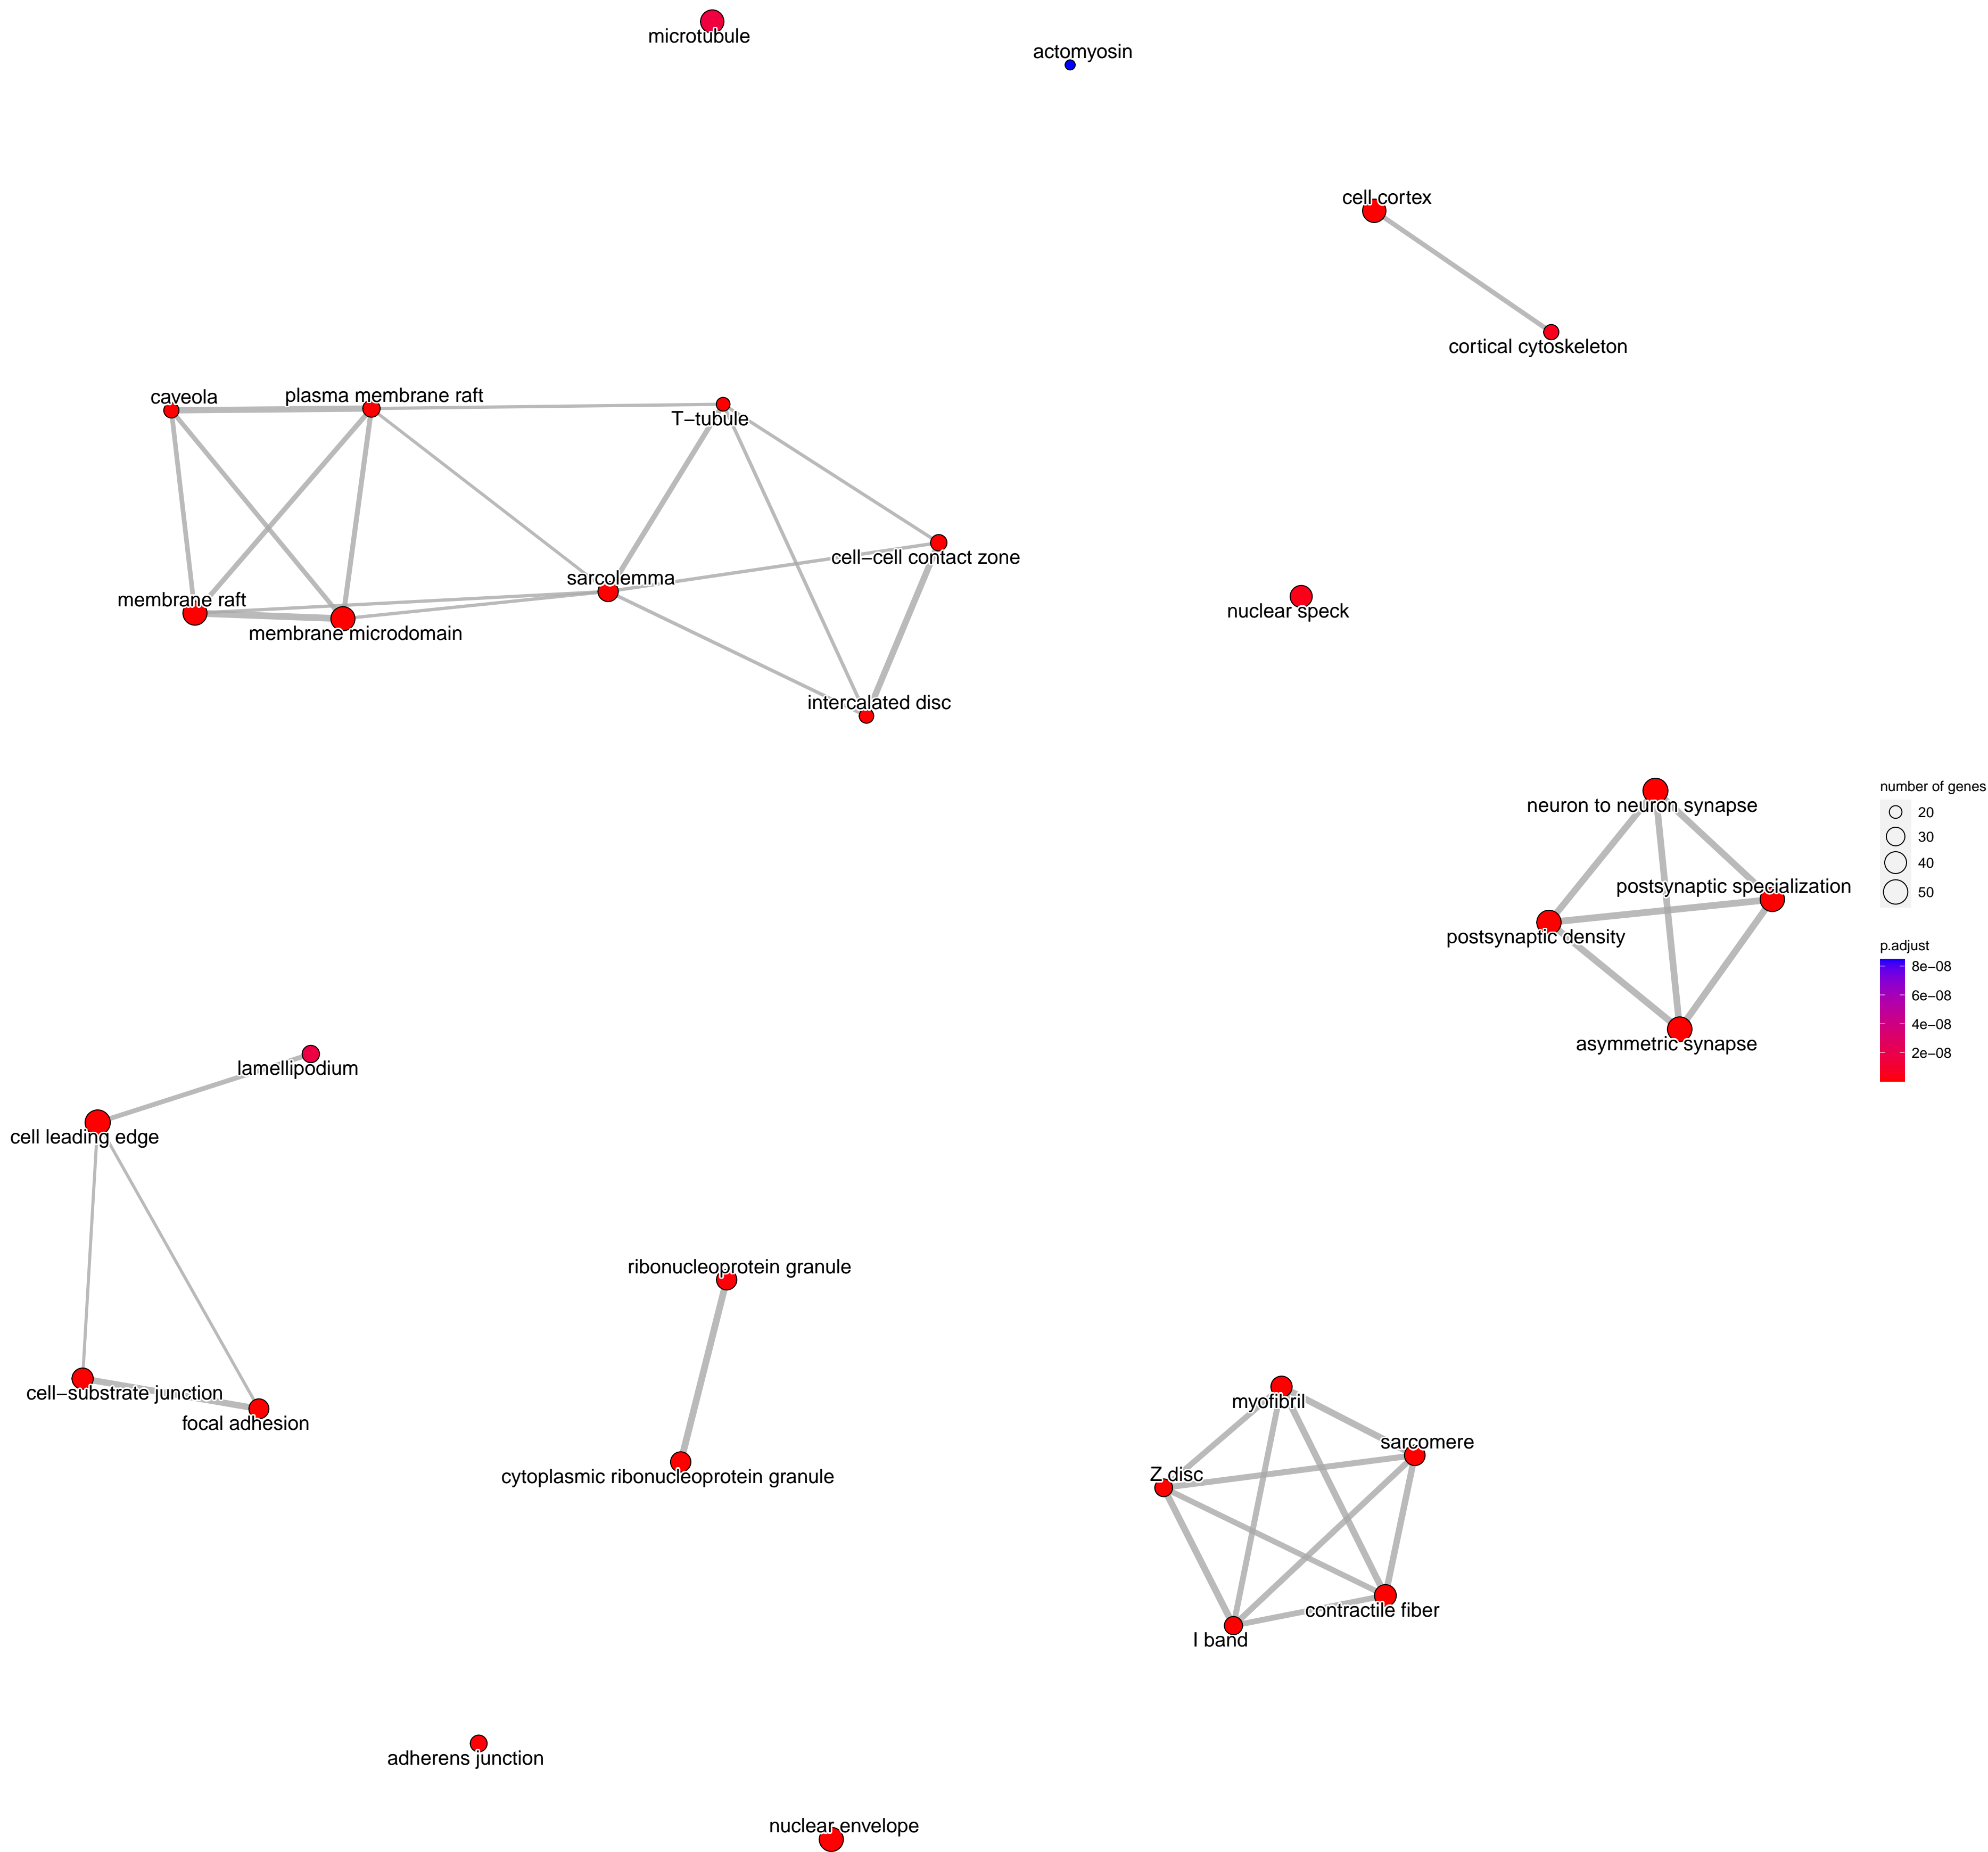 microtubule
actomyosin
cell cortex
cortical cytoskeleton
caveola
plasma membrane raft
T−tubule
cell−cell contact zone
sarcolemma
membrane raft
membrane microdomain
nuclear speck
intercalated disc
neuron to neuron synapse
postsynaptic specialization
postsynaptic density
asymmetric synapse
number of genes
20
30
40
50
p.adjust
8e−08
6e−08
4e−08
2e−08
lamellipodium
cell leading edge
ribonucleoprotein granule
cell−substrate junction
focal adhesion
cytoplasmic ribonucleoprotein granule
myofibril
sarcomere
Z disc
contractile fiber
I band
adherens junction
nuclear envelope